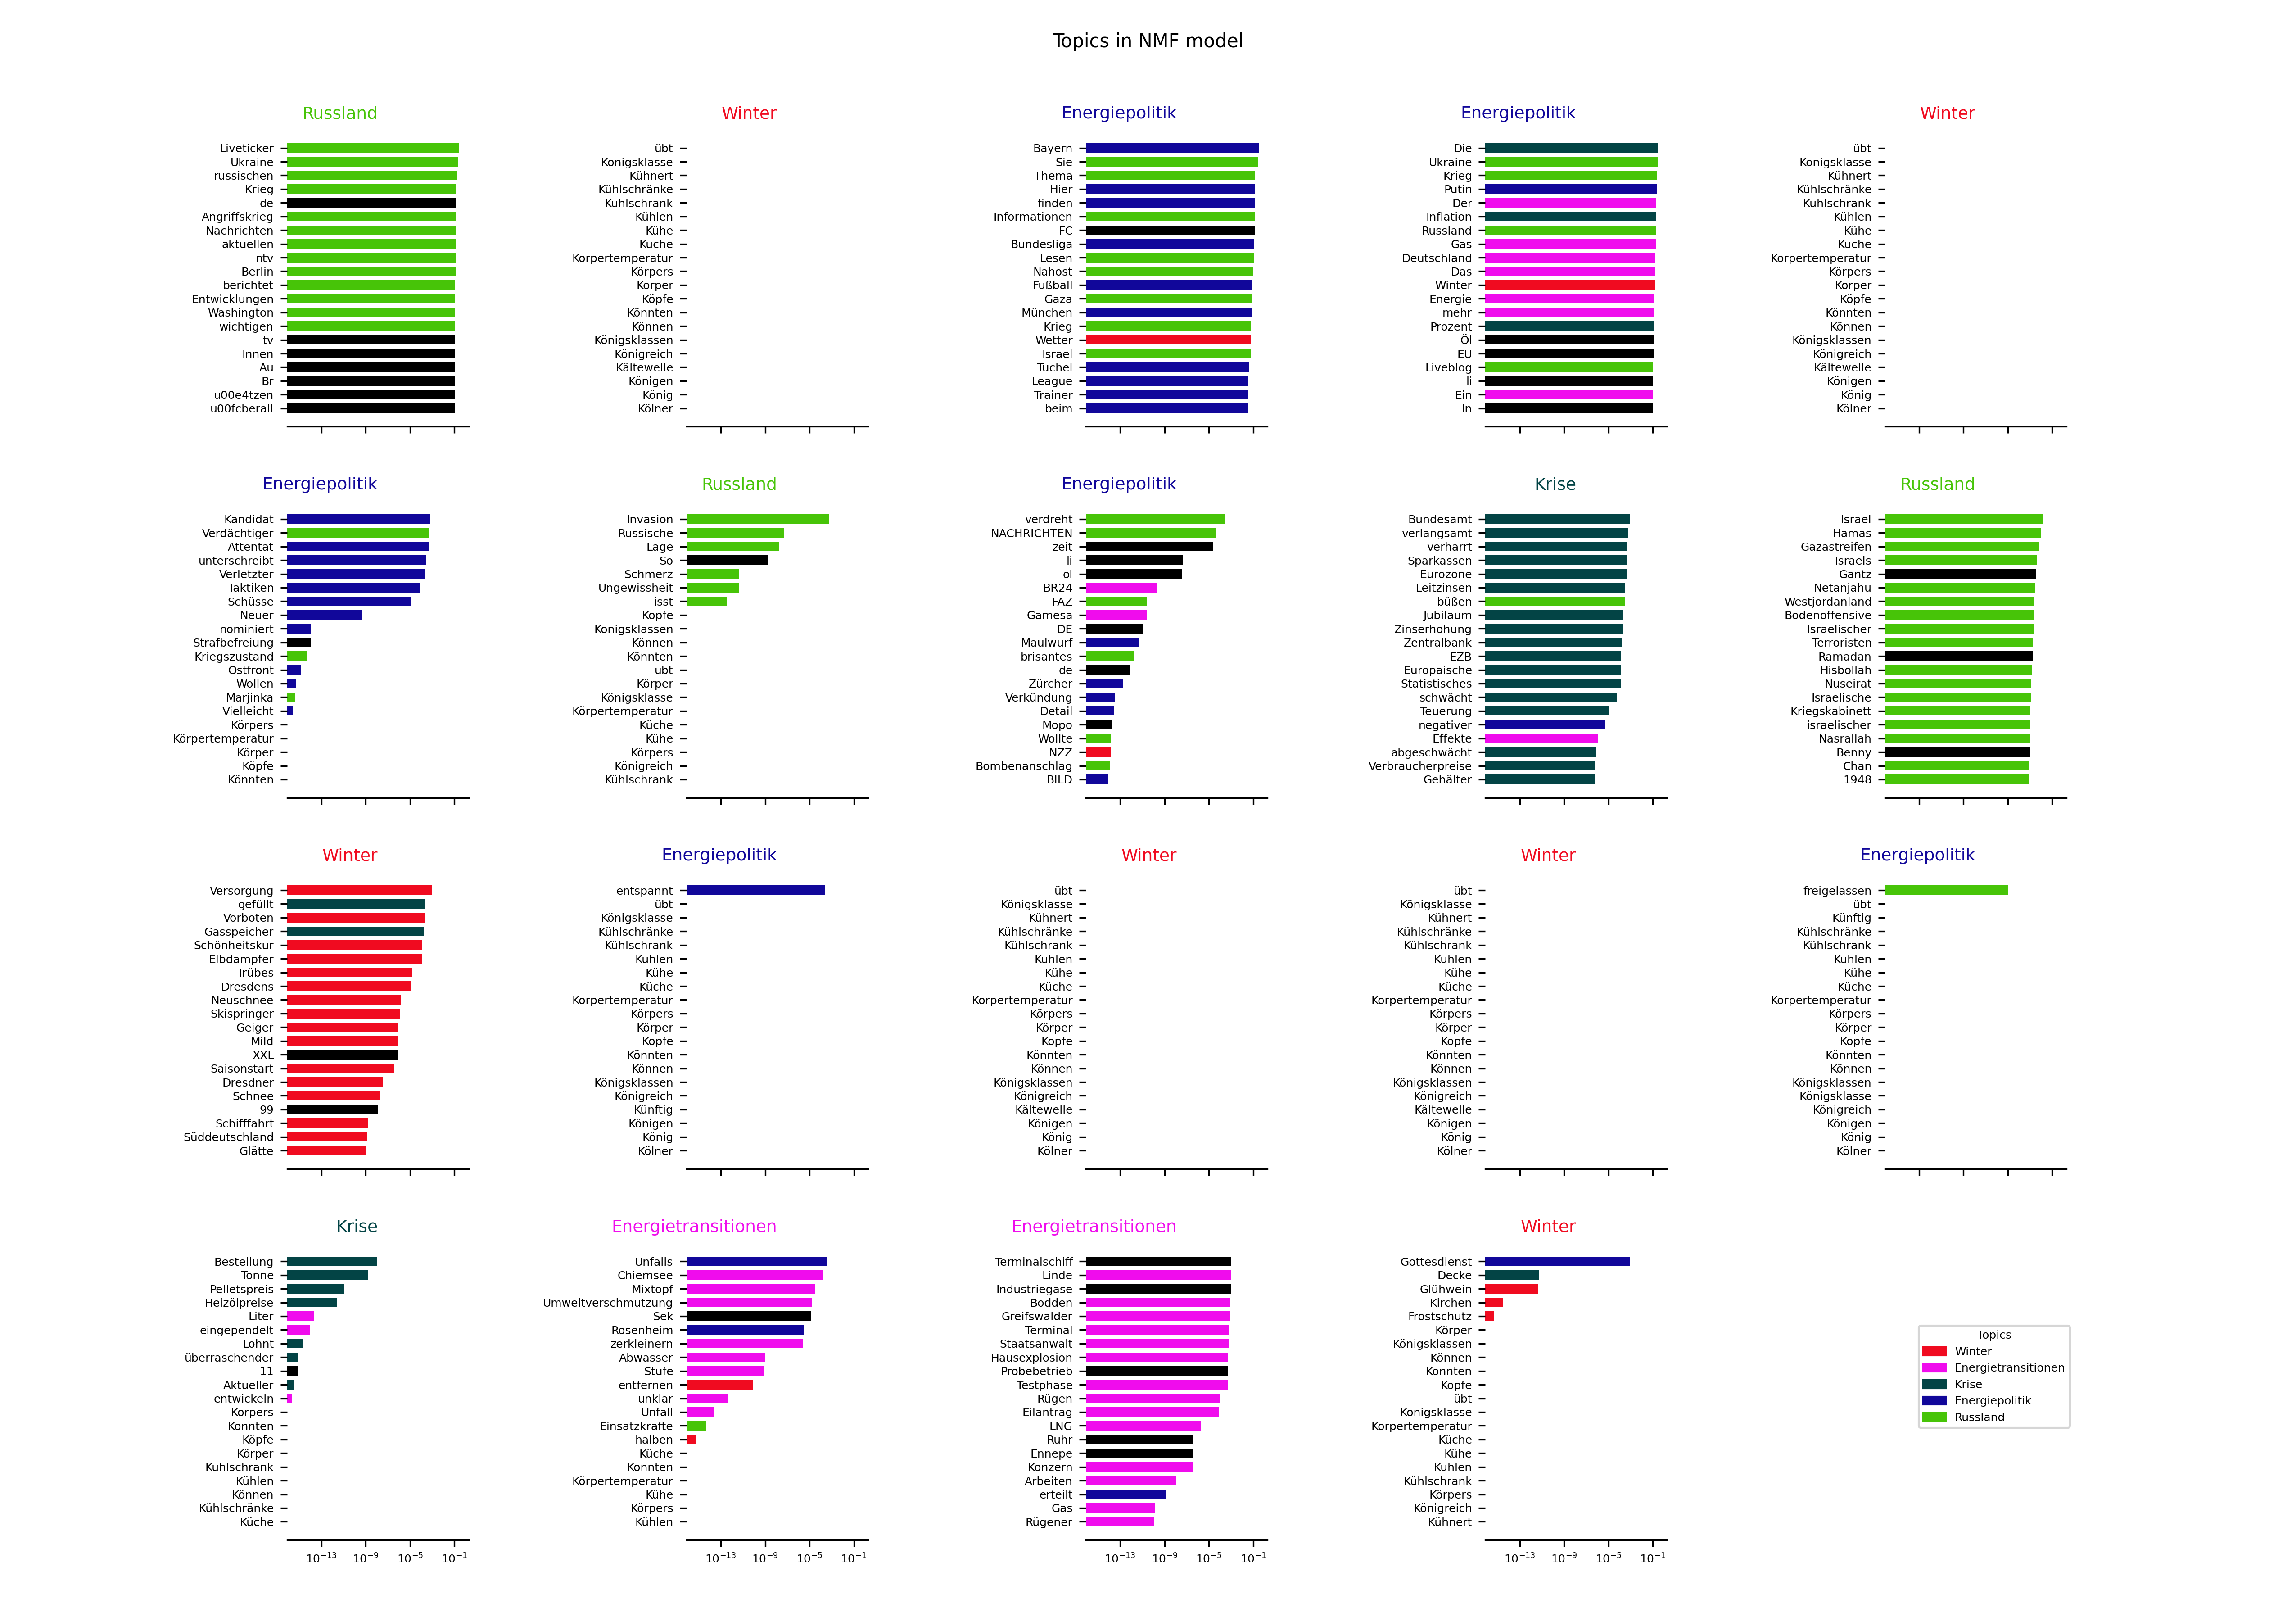 Topics in NMF model
Russland
Liveticker
Ukraine
russischen
Krieg
de
Angriffskrieg
Nachrichten
aktuellen
ntv
Berlin
berichtet
Entwicklungen
Washington
wichtigen
tv
Innen
Au
Br
u00e4tzen
u00fcberall
Winter
übt
Königsklasse
Kühnert
Kühlschränke
Kühlschrank
Kühlen
Kühe
Küche
Körpertemperatur
Körpers
Körper
Köpfe
Könnten
Können
Königsklassen
Königreich
Kältewelle
Königen
König
Kölner
Energiepolitik
Bayern
Sie
Thema
Hier
finden
Informationen
FC
Bundesliga
Lesen
Nahost
Fußball
Gaza
München
Krieg
Wetter
Israel
Tuchel
League
Trainer
beim
Energiepolitik
Die
Ukraine
Krieg
Putin
Der
Inflation
Russland
Gas
Deutschland
Das
Winter
Energie
mehr
Prozent
Öl
EU
Liveblog
li
Ein
In
Winter
übt
Königsklasse
Kühnert
Kühlschränke
Kühlschrank
Kühlen
Kühe
Küche
Körpertemperatur
Körpers
Körper
Köpfe
Könnten
Können
Königsklassen
Königreich
Kältewelle
Königen
König
Kölner
Energiepolitik
Kandidat
Verdächtiger
Attentat
unterschreibt
Verletzter
Taktiken
Schüsse
Neuer
nominiert
Strafbefreiung
Kriegszustand
Ostfront
Wollen
Marjinka
Vielleicht
Körpers
Körpertemperatur
Körper
Köpfe
Könnten
Russland
Invasion
Russische
Lage
So
Schmerz
Ungewissheit
isst
Köpfe
Königsklassen
Können
Könnten
übt
Körper
Königsklasse
Körpertemperatur
Küche
Kühe
Körpers
Königreich
Kühlschrank
Energiepolitik
verdreht
NACHRICHTEN
zeit
li
ol
BR24
FAZ
Gamesa
DE
Maulwurf
brisantes
de
Zürcher
Verkündung
Detail
Mopo
Wollte
NZZ
Bombenanschlag
BILD
Krise
Bundesamt
verlangsamt
verharrt
Sparkassen
Eurozone
Leitzinsen
büßen
Jubiläum
Zinserhöhung
Zentralbank
EZB
Europäische
Statistisches
schwächt
Teuerung
negativer
Effekte
abgeschwächt
Verbraucherpreise
Gehälter
Russland
Israel
Hamas
Gazastreifen
Israels
Gantz
Netanjahu
Westjordanland
Bodenoffensive
Israelischer
Terroristen
Ramadan
Hisbollah
Nuseirat
Israelische
Kriegskabinett
israelischer
Nasrallah
Benny
Chan
1948
Winter
Versorgung
gefüllt
Vorboten
Gasspeicher
Schönheitskur
Elbdampfer
Trübes
Dresdens
Neuschnee
Skispringer
Geiger
Mild
XXL
Saisonstart
Dresdner
Schnee
99
Schifffahrt
Süddeutschland
Glätte
Energiepolitik
entspannt
übt
Königsklasse
Kühlschränke
Kühlschrank
Kühlen
Kühe
Küche
Körpertemperatur
Körpers
Körper
Köpfe
Könnten
Können
Königsklassen
Königreich
Künftig
Königen
König
Kölner
Winter
übt
Königsklasse
Kühnert
Kühlschränke
Kühlschrank
Kühlen
Kühe
Küche
Körpertemperatur
Körpers
Körper
Köpfe
Könnten
Können
Königsklassen
Königreich
Kältewelle
Königen
König
Kölner
Winter
übt
Königsklasse
Kühnert
Kühlschränke
Kühlschrank
Kühlen
Kühe
Küche
Körpertemperatur
Körpers
Körper
Köpfe
Könnten
Können
Königsklassen
Königreich
Kältewelle
Königen
König
Kölner
Energiepolitik
freigelassen
übt
Künftig
Kühlschränke
Kühlschrank
Kühlen
Kühe
Küche
Körpertemperatur
Körpers
Körper
Köpfe
Könnten
Können
Königsklassen
Königsklasse
Königreich
Königen
König
Kölner
Krise
Bestellung
Tonne
Pelletspreis
Heizölpreise
Liter
eingependelt
Lohnt
überraschender
11
Aktueller
entwickeln
Körpers
Könnten
Köpfe
Körper
Kühlschrank
Kühlen
Können
Kühlschränke
Küche
10⁻¹³ 10⁻⁹ 10⁻⁵ 10⁻¹
Energietransitionen
Unfalls
Chiemsee
Mixtopf
Umweltverschmutzung
Sek
Rosenheim
zerkleinern
Abwasser
Stufe
entfernen
unklar
Unfall
Einsatzkräfte
halben
Küche
Könnten
Körpertemperatur
Kühe
Körpers
Kühlen
10⁻¹³ 10⁻⁹ 10⁻⁵ 10⁻¹
Energietransitionen
Terminalschiff
Linde
Industriegase
Bodden
Greifswalder
Terminal
Staatsanwalt
Hausexplosion
Probebetrieb
Testphase
Rügen
Eilantrag
LNG
Ruhr
Ennepe
Konzern
Arbeiten
erteilt
Gas
Rügener
10⁻¹³ 10⁻⁹ 10⁻⁵ 10⁻¹
Winter
Gottesdienst
Decke
Glühwein
Kirchen
Frostschutz
Körper
Königsklassen
Können
Könnten
Köpfe
übt
Königsklasse
Körpertemperatur
Küche
Kühe
Kühlen
Kühlschrank
Körpers
Königreich
Kühnert
10⁻¹³ 10⁻⁹ 10⁻⁵ 10⁻¹
Topics
Winter
Energietransitionen
Krise
Energiepolitik
Russland